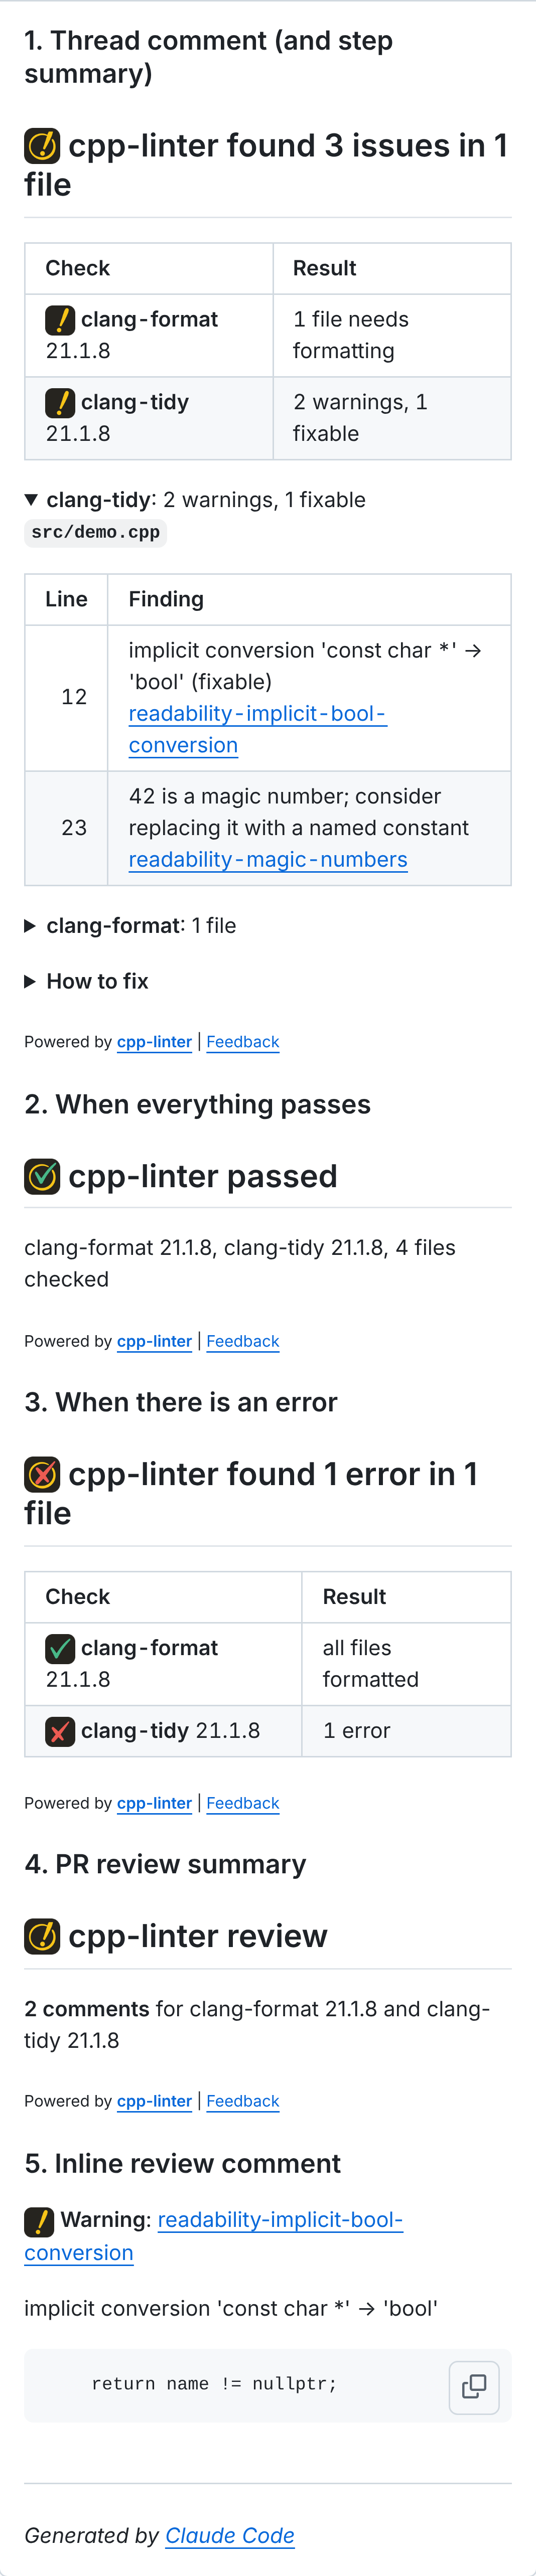 1. Thread comment (and step
summary)
cpp-linter found 3 issues in 1
file
Check Result
clang-format 1 file needs
21.1.8 formatting
clang-tidy 2 warnings, 1
21.1.8 fixable
clang-tidy: 2 warnings, 1 fixable
src/demo.cpp
Line Finding
implicit conversion 'const char *' →
12 'bool' (fixable)
readability-implicit-bool-
conversion
42 is a magic number; consider
23 replacing it with a named constant
readability-magic-numbers
clang-format: 1 file
How to fix
Powered by cpp-linter | Feedback
2. When everything passes
cpp-linter passed
clang-format 21.1.8, clang-tidy 21.1.8, 4 files
checked
Powered by cpp-linter | Feedback
3. When there is an error
cpp-linter found 1 error in 1
file
Check Result
clang-format all files
21.1.8 formatted
clang-tidy 21.1.8 1 error
Powered by cpp-linter | Feedback
4. PR review summary
cpp-linter review
2 comments for clang-format 21.1.8 and clang-
tidy 21.1.8
Powered by cpp-linter | Feedback
5. Inline review comment
Warning: readability-implicit-bool-
conversion
implicit conversion 'const char *' → 'bool'
return name != nullptr;
Generated by Claude Code